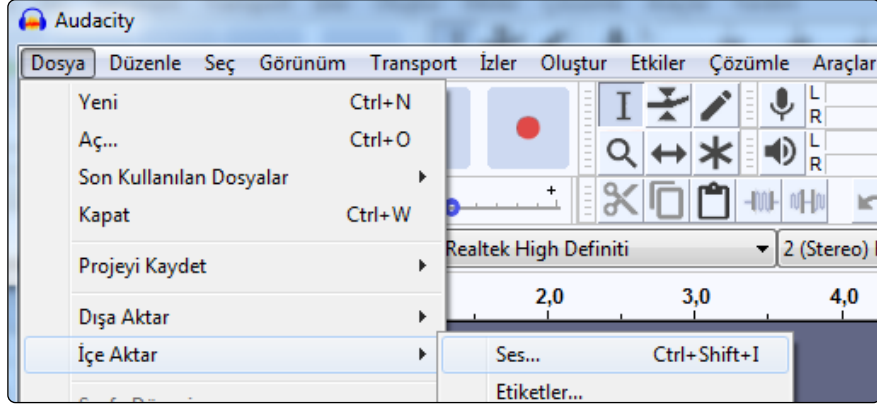 Audacity
Dosya Düzenle Seç Görünüm Transport İzler Oluştur Etkiler Çözümle Araçlar
Yeni Ctrl+N
Aç... Ctrl+O
Son Kullanılan Dosyalar
Kapat Ctrl+W
Projeyi Kaydet
Dışa Aktar
İçe Aktar
Ses... Ctrl+Shift+I
Etiketler...
L
R
L
R
+
Realtek High Definiti 2 (Stereo)
2,0 3,0 4,0